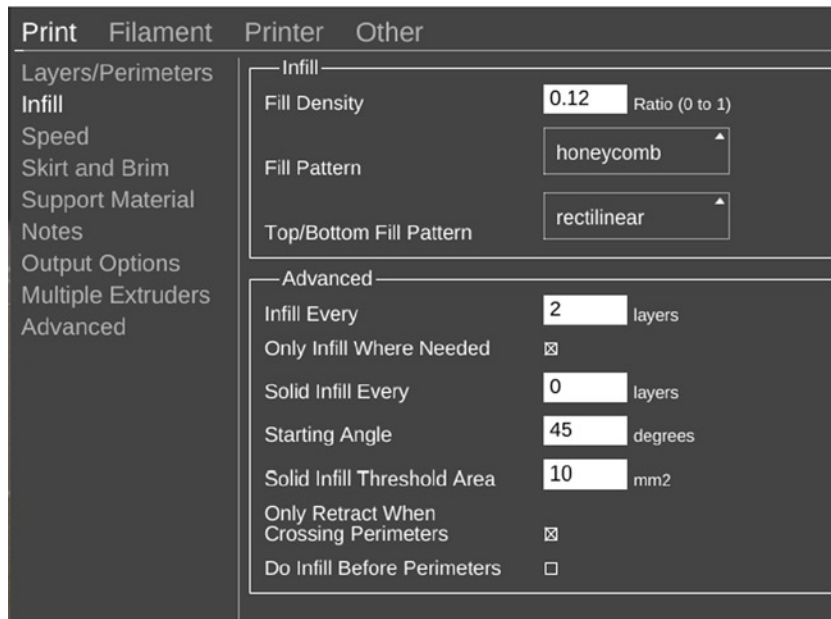 Print Filament Printer Other
Layers/Perimeters
Infill
Speed
Skirt and Brim
Support Material
Notes
Output Options
Multiple Extruders
Advanced
Infill
Fill Density 0.12 Ratio (0 to 1)
Fill Pattern honeycomb
Top/Bottom Fill Pattern rectilinear
Advanced
Infill Every 2 layers
Only Infill Where Needed
Solid Infill Every 0 layers
Starting Angle 45 degrees
Solid Infill Threshold Area 10 mm2
Only Retract When
Crossing Perimeters
Do Infill Before Perimeters